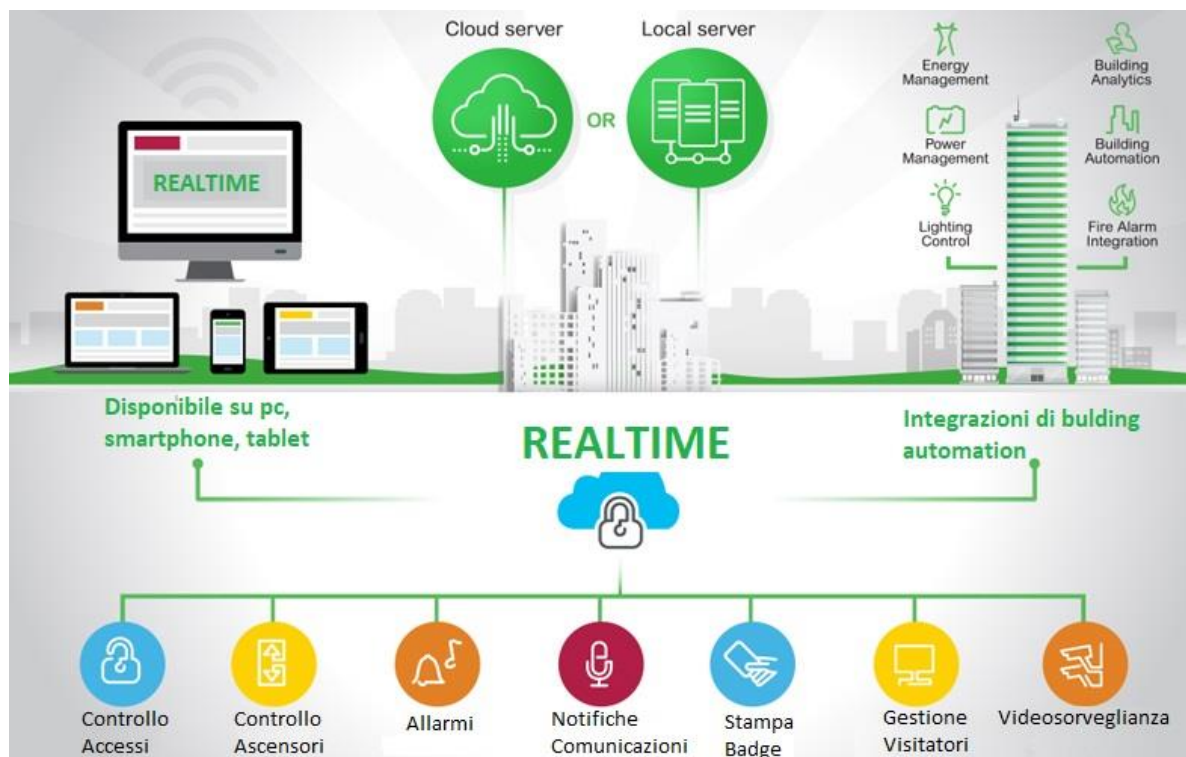 Cloud server
OR
Local server
Energy
Management
Building
Analytics
Power
Management
Building
Automation
Lighting
Control
Fire Alarm
Integration
REALTIME
Disponibile su pc,
smartphone, tablet
REALTIME
Integrazioni di bulding
automation
Controllo
Accessi
Controllo
Ascensori
Allarmi
Notifiche
Comunicazioni
Stampa
Badge
Gestione
Visitatori
Videosorveglianza